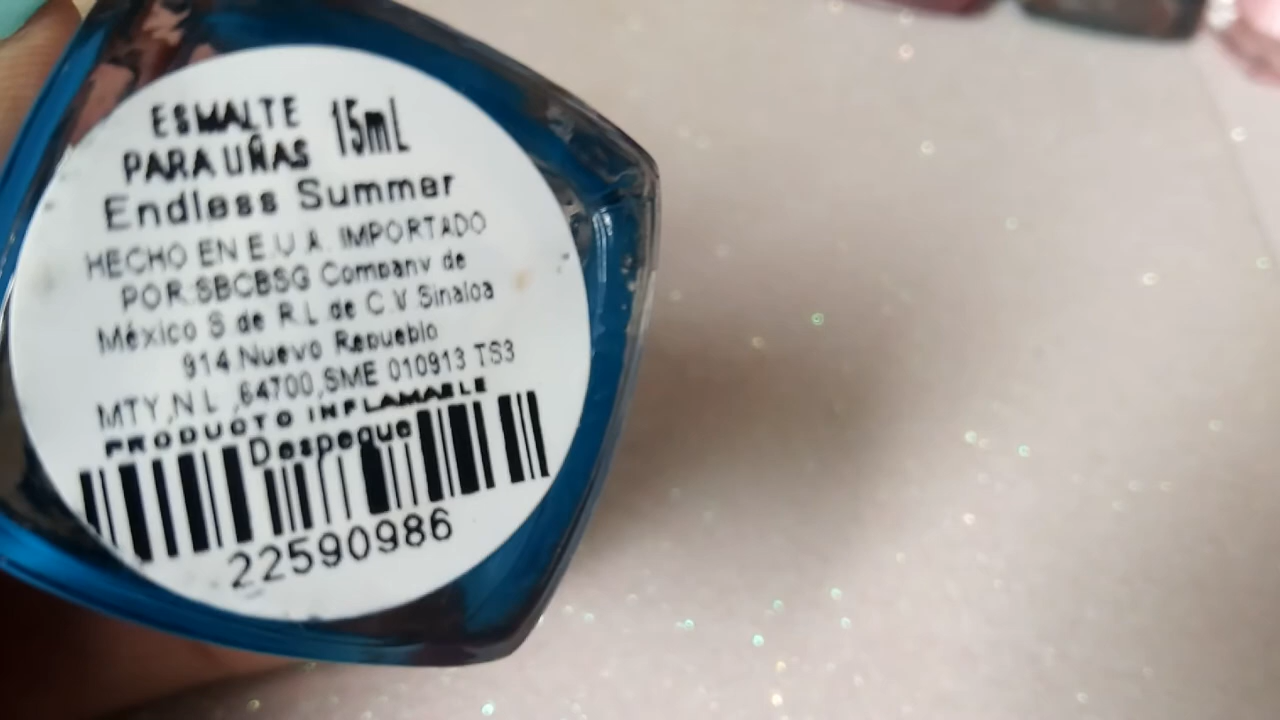 ESMALTE 15mL
PARA UÑAS
Endless Summer
HECHO EN E.U.A. IMPORTADO
POR:SBCBSG Company de
México S de R.L de C.V.Sinaloa
914.Nuevo Repueblo
MTY,N.L ,64700,SME 010913 TS3
PRODUCTO INFLAMABLE
Despegue
22590986